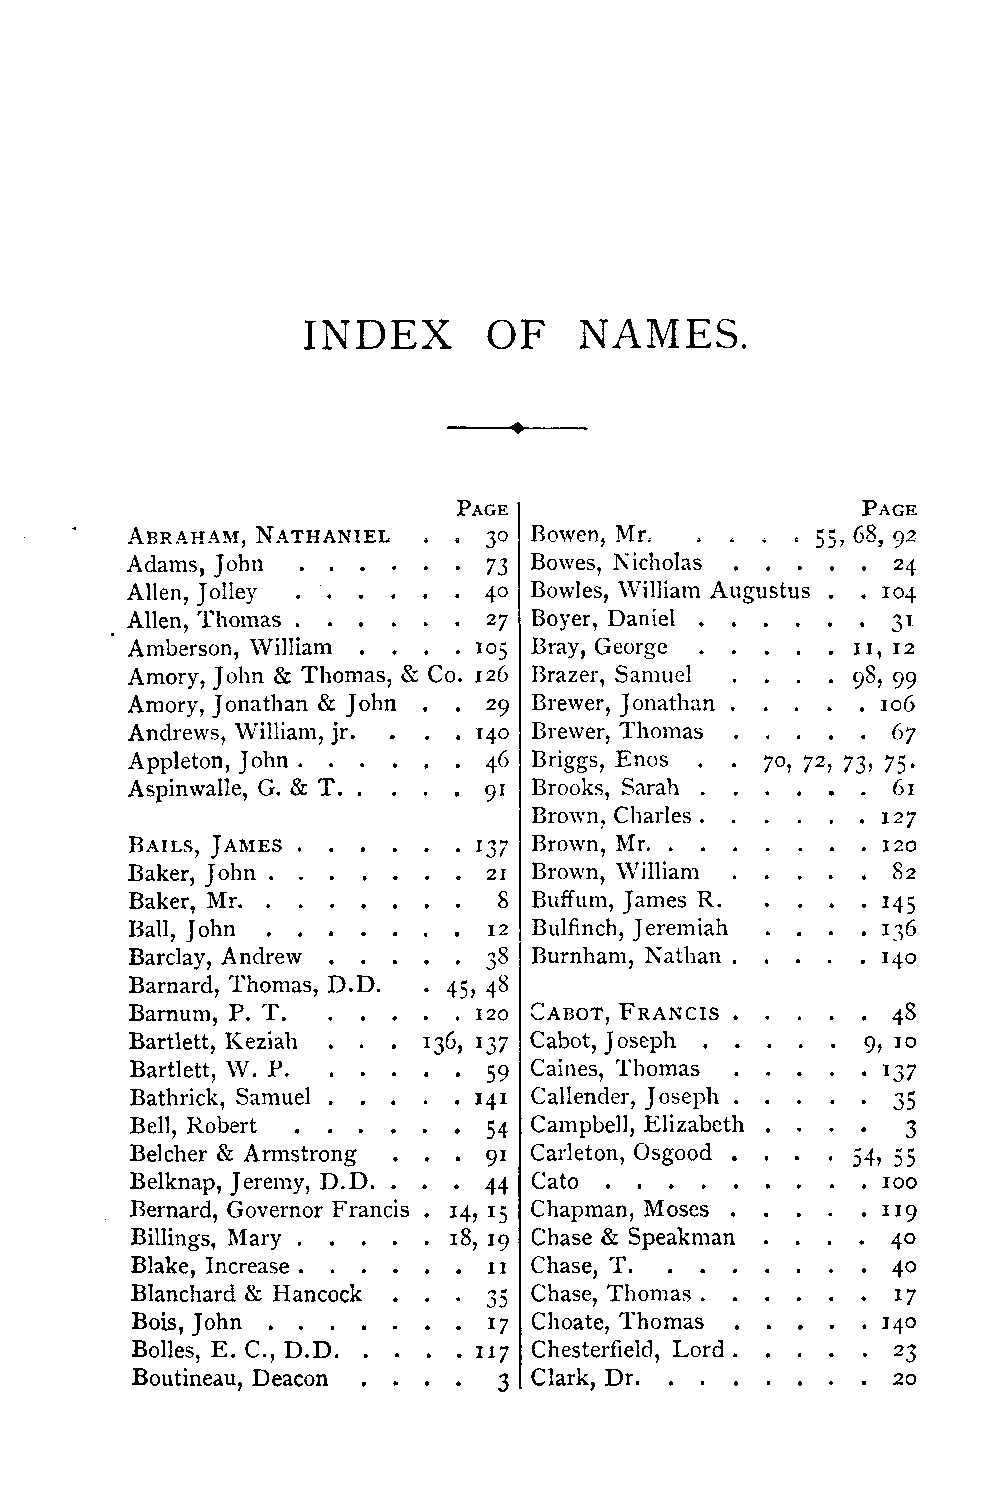 INDEX OF NAMES.
PAGE
ABRAHAM, NATHANIEL . . 30
Adams, John . . . . . . 73
Allen, Jolley . . . . . . 40
Allen, Thomas . . . . . . 27
Amberson, William . . . . 105
Amory, John & Thomas, & Co. 126
Amory, Jonathan & John . . 29
Andrews, William, jr. . . . 140
Appleton, John . . . . . . 46
Aspinwalle, G. & T. . . . . 91
BAILS, JAMES . . . . . . 137
Baker, John . . . . . . . 21
Baker, Mr. . . . . . . . 8
Ball, John . . . . . . . 12
Barclay, Andrew . . . . . 38
Barnard, Thomas, D.D. . 45, 48
Barnum, P. T. . . . . . 120
Bartlett, Keziah . . . 136, 137
Bartlett, W. P. . . . . . 59
Bathrick, Samuel . . . . . 141
Bell, Robert . . . . . . 54
Belcher & Armstrong . . . 91
Belknap, Jeremy, D.D. . . . 44
Bernard, Governor Francis . 14, 15
Billings, Mary . . . . . 18, 19
Blake, Increase . . . . . . 11
Blanchard & Hancock . . . 35
Bois, John . . . . . . . 17
Bolles, E. C., D.D. . . . . 117
Boutineau, Deacon . . . . 3
PAGE
Bowen, Mr. . . . . 55, 68, 92
Bowes, Nicholas . . . . . 24
Bowles, William Augustus . . 104
Boyer, Daniel . . . . . . 31
Bray, George . . . . . 11, 12
Brazer, Samuel . . . . 98, 99
Brewer, Jonathan . . . . . 106
Brewer, Thomas . . . . . 67
Briggs, Enos . . 70, 72, 73, 75.
Brooks, Sarah . . . . . . 61
Brown, Charles . . . . . . 127
Brown, Mr. . . . . . . . 120
Brown, William . . . . . 82
Buffum, James R. . . . . 145
Bulfinch, Jeremiah . . . . 136
Burnham, Nathan . . . . . 140
CABOT, FRANCIS . . . . . 48
Cabot, Joseph . . . . . 9, 10
Caines, Thomas . . . . . 137
Callender, Joseph . . . . . 35
Campbell, Elizabeth . . . . 3
Carleton, Osgood . . . . 54, 55
Cato . . . . . . . . . 100
Chapman, Moses . . . . . 119
Chase & Speakman . . . . 40
Chase, T. . . . . . . . 40
Chase, Thomas . . . . . . 17
Choate, Thomas . . . . . 140
Chesterfield, Lord . . . . . 23
Clark, Dr. . . . . . . . 20